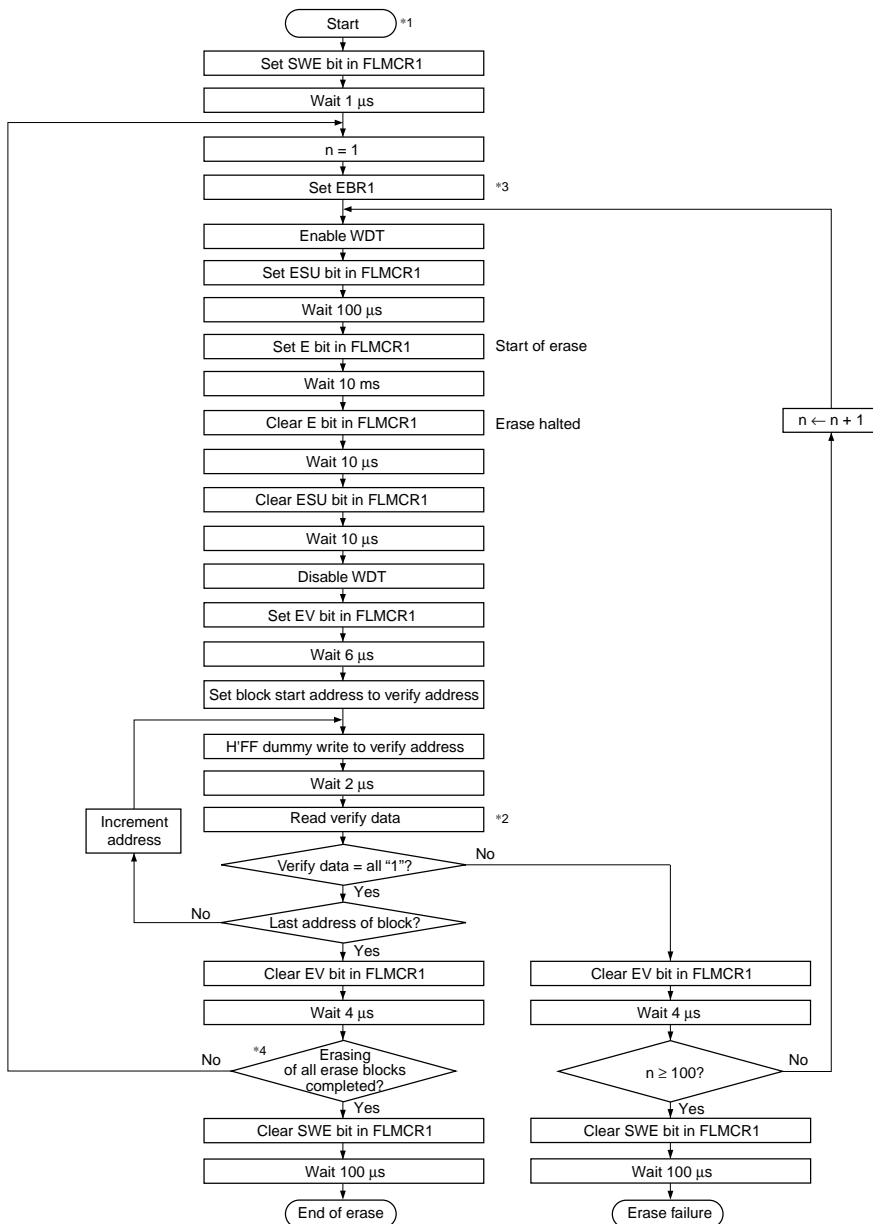 Start
*1
Set SWE bit in FLMCR1
Wait 1 μs
n = 1
Set EBR1
*3
Enable WDT
Set ESU bit in FLMCR1
Wait 100 μs
Set E bit in FLMCR1
Start of erase
Wait 10 ms
Clear E bit in FLMCR1
Erase halted
n ← n + 1
Wait 10 μs
Clear ESU bit in FLMCR1
Wait 10 μs
Disable WDT
Set EV bit in FLMCR1
Wait 6 μs
Set block start address to verify address
H'FF dummy write to verify address
Wait 2 μs
Increment
address
Read verify data
*2
Verify data = all “1”?
No
Yes
No
Last address of block?
Yes
Clear EV bit in FLMCR1
Clear EV bit in FLMCR1
Wait 4 μs
Wait 4 μs
No
*4
Erasing
of all erase blocks
completed?
n ≥ 100?
No
Yes
Yes
Clear SWE bit in FLMCR1
Clear SWE bit in FLMCR1
Wait 100 μs
Wait 100 μs
End of erase
Erase failure